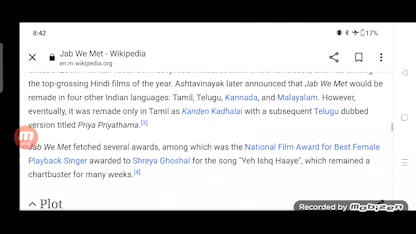 8:42
17%
Jab We Met - Wikipedia
en.m.wikipedia.org
the top-grossing Hindi films of the year. Ashtavinayak later announced that Jab We Met would be
remade in four other Indian languages: Tamil, Telugu, Kannada, and Malayalam. However,
eventually, it was remade only in Tamil as Kanden Kadhalai with a subsequent Telugu dubbed
version titled Priya Priyathama.[3]
Jab We Met fetched several awards, among which was the National Film Award for Best Female
Playback Singer awarded to Shreya Ghoshal for the song "Yeh Ishq Haaye", which remained a
chartbuster for many weeks.[4]
Plot
Recorded by Mobizen